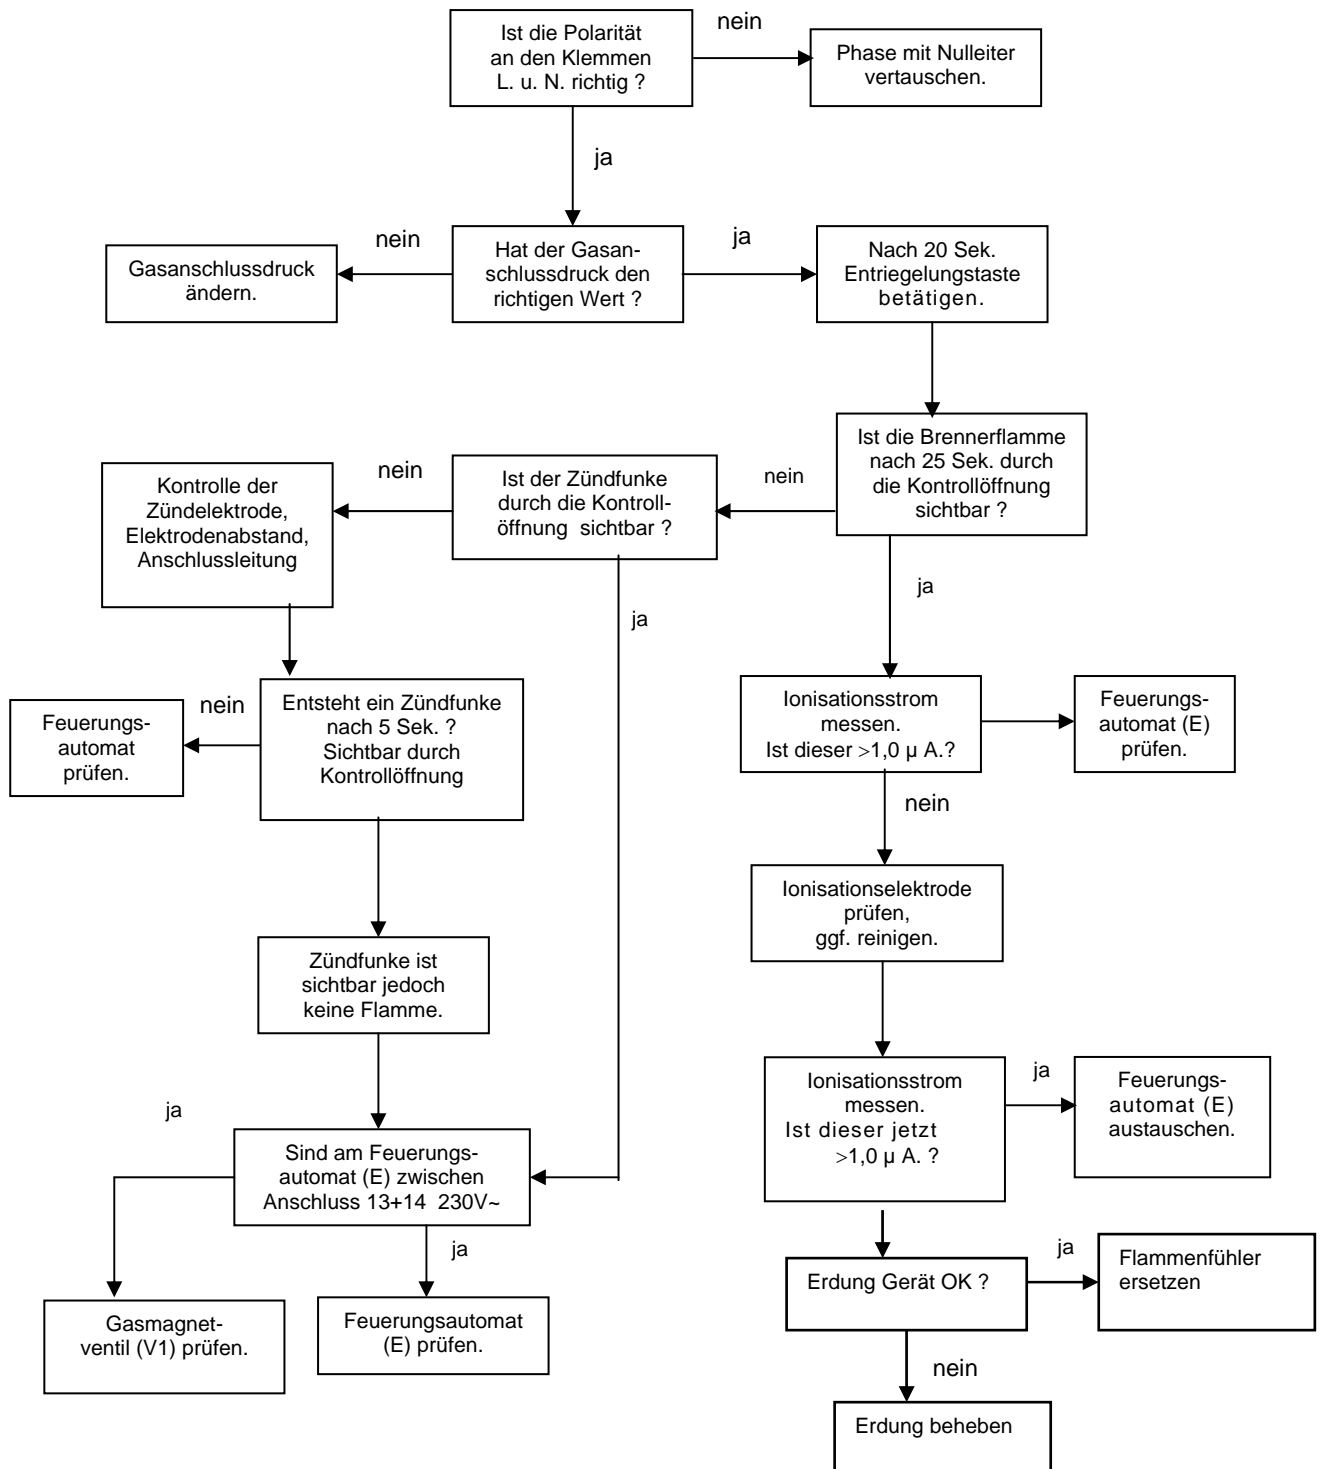 Ist die Polarität
an den Klemmen
L. u. N. richtig ?
nein
Phase mit Nulleiter
vertauschen.
ja
nein
Gasanschlussdruck
ändern.
Hat der Gasan-
schlussdruck den
richtigen Wert ?
ja
Nach 20 Sek.
Entriegelungstaste
betätigen.
Ist die Brennerflamme
nach 25 Sek. durch
die Kontrollöffnung
sichtbar ?
nein
Ist der Zündfunke
durch die Kontroll-
öffnung sichtbar ?
nein
Kontrolle der
Zündelektrode,
Elektrodenabstand,
Anschlussleitung
ja
ja
Entsteht ein Zündfunke
nach 5 Sek. ?
Sichtbar durch
Kontrollöffnung
nein
Feuerungs-
automat
prüfen.
Ionisationsstrom
messen.
Ist dieser >1,0 µ A.?
Feuerungs-
automat (E)
prüfen.
nein
Ionisationselektrode
prüfen,
ggf. reinigen.
Zündfunke ist
sichtbar jedoch
keine Flamme.
Ionisationsstrom
messen.
Ist dieser jetzt
>1,0 µ A. ?
ja
Feuerungs-
automat (E)
austauschen.
ja
Sind am Feuerungs-
automat (E) zwischen
Anschluss 13+14 230V~
ja
Gasmagnet-
ventil (V1) prüfen.
Feuerungsautomat
(E) prüfen.
Erdung Gerät OK ?
ja
Flammenfühler
ersetzen
nein
Erdung beheben